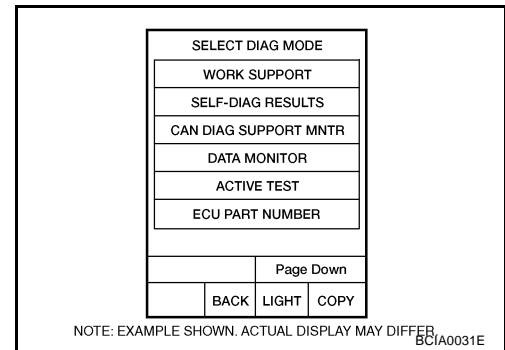 SELECT DIAG MODE
WORK SUPPORT
SELF-DIAG RESULTS
CAN DIAG SUPPORT MNTR
DATA MONITOR
ACTIVE TEST
ECU PART NUMBER
Page Down
BACK LIGHT COPY
NOTE: EXAMPLE SHOWN. ACTUAL DISPLAY MAY DIFFER.
BCIA0031E